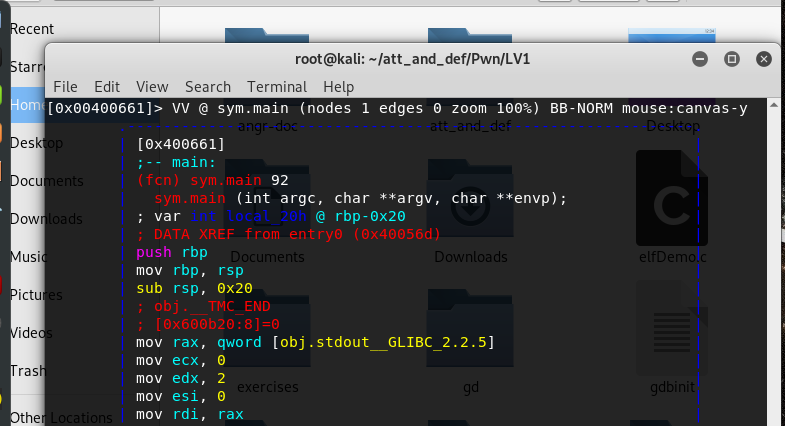 Recent
root@kali: ~/att_and_def/Pwn/LV1
Starre
File Edit View Search Terminal Help
Home
[0x00400661]> VV @ sym.main (nodes 1 edges 0 zoom 100%) BB-NORM mouse:canvas-y
angr-doc att_and_def Desktop
Desktop
[0x400661]
;-- main:
Documents
(fcn) sym.main 92
sym.main (int argc, char **argv, char **envp);
Downloads
; var int local_20h @ rbp-0x20
; DATA XREF from entry0 (0x40056d)
Music
push rbp
Documents Downloads elfDemo.c
mov rbp, rsp
Pictures
sub rsp, 0x20
; obj.__TMC_END
Videos
; [0x600b20:8]=0
mov rax, qword [obj.stdout__GLIBC_2.2.5]
Trash
mov ecx, 0
mov edx, 2
exercises gd gdbinit
mov esi, 0
Other Locations
mov rdi, rax